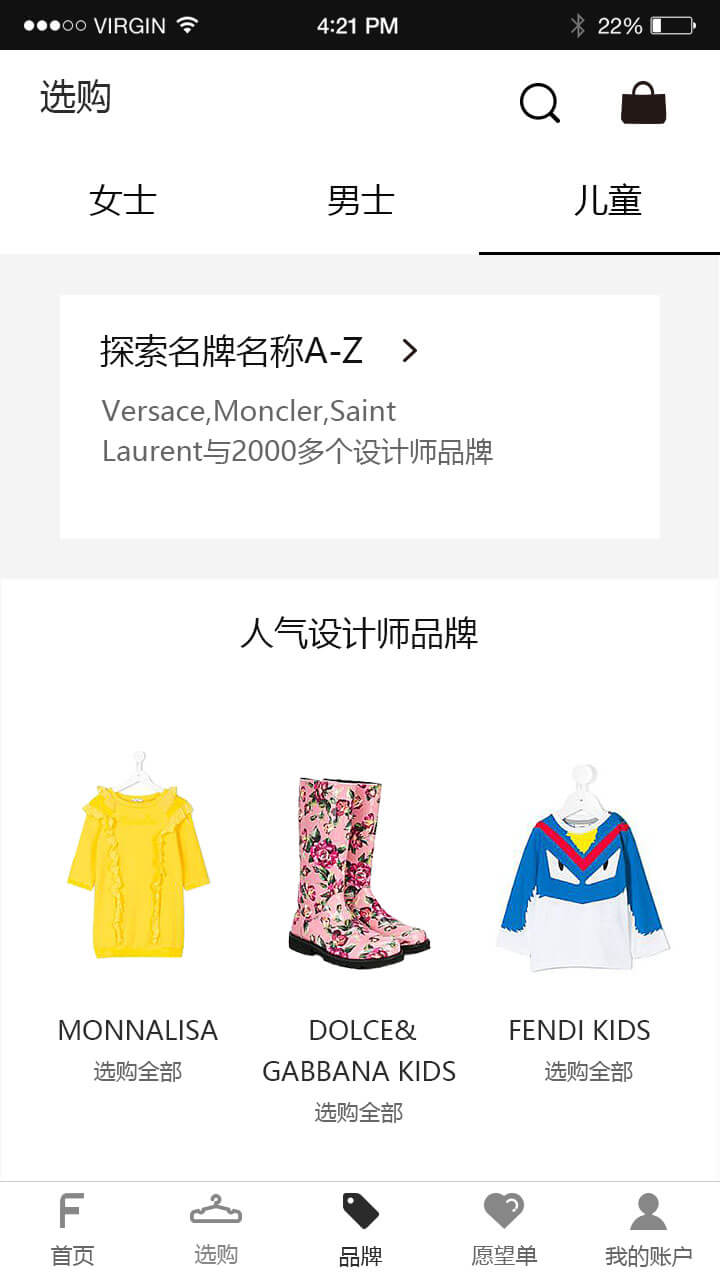 VIRGIN 4:21 PM 22%
选购
女士 男士 儿童
探索名牌名称A-Z
Versace,Moncler,Saint
Laurent与2000多个设计师品牌
人气设计师品牌
MONNALISA
选购全部
DOLCE&
GABBANA KIDS
选购全部
FENDI KIDS
选购全部
F
首页 选购 品牌 愿望单 我的账户